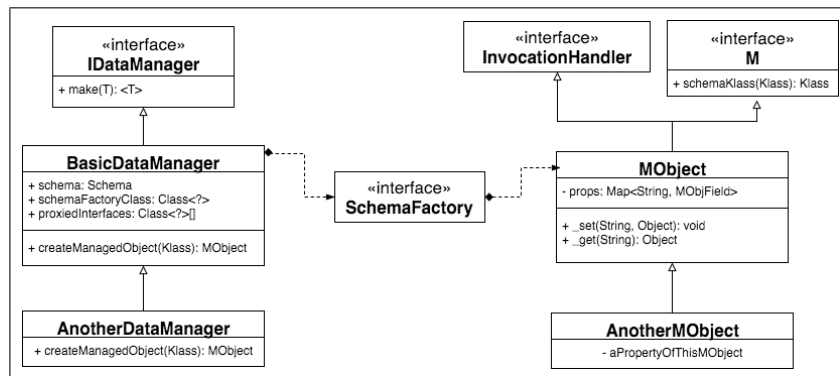 «interface»
IDataManager
+ make(T): <T>
BasicDataManager
+ schema: Schema
+ schemaFactoryClass: Class<?>
+ proxiedInterfaces: Class<?>[]
+ createManagedObject(Klass): MObject
AnotherDataManager
+ createManagedObject(Klass): MObject
«interface»
SchemaFactory
«interface»
InvocationHandler
«interface»
M
+ schemaKlass(Klass): Klass
MObject
- props: Map<String, MObjField>
+ _set(String, Object): void
+ _get(String): Object
AnotherMObject
- aPropertyOfThisMObject